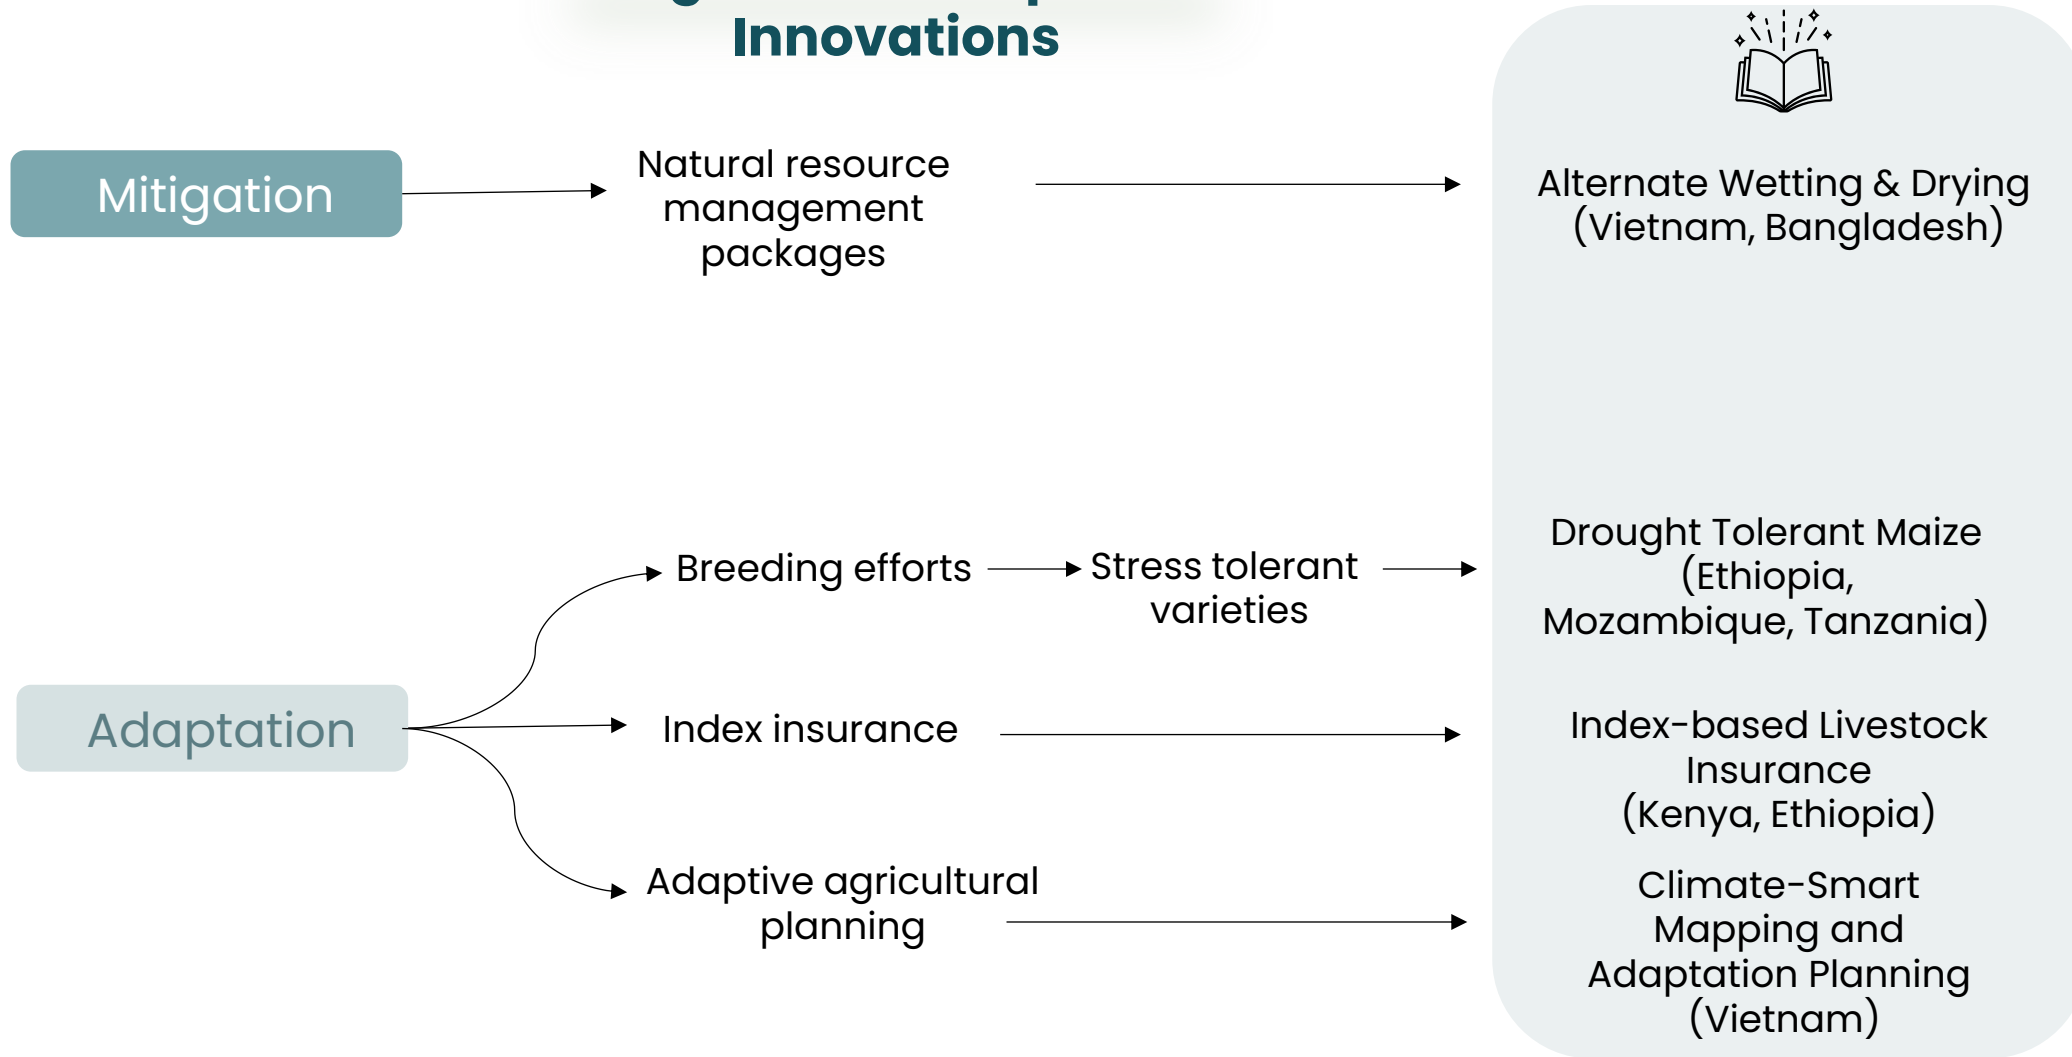 Innovations
Mitigation
Natural resource
management
packages
Alternate Wetting & Drying
(Vietnam, Bangladesh)
Adaptation
Breeding efforts
Stress tolerant
varieties
Drought Tolerant Maize
(Ethiopia,
Mozambique, Tanzania)
Index insurance
Index-based Livestock
Insurance
(Kenya, Ethiopia)
Adaptive agricultural
planning
Climate-Smart
Mapping and
Adaptation Planning
(Vietnam)